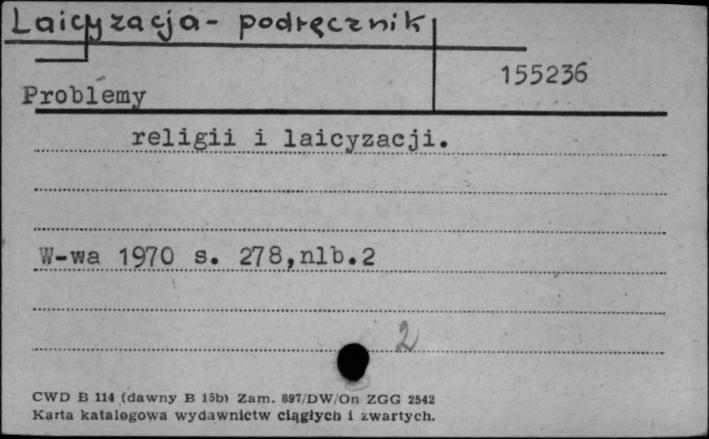 Laicyzacja - podręcznik
155236
Problemy
religii i laicyzacji.
W-wa 1970 s. 278,nlb.2
2
CWD B 114 (dawny B 15b) Zam. 897/DW/On ZGG 2542
Karta katalogowa wydawnictw ciągłych i zwartych.